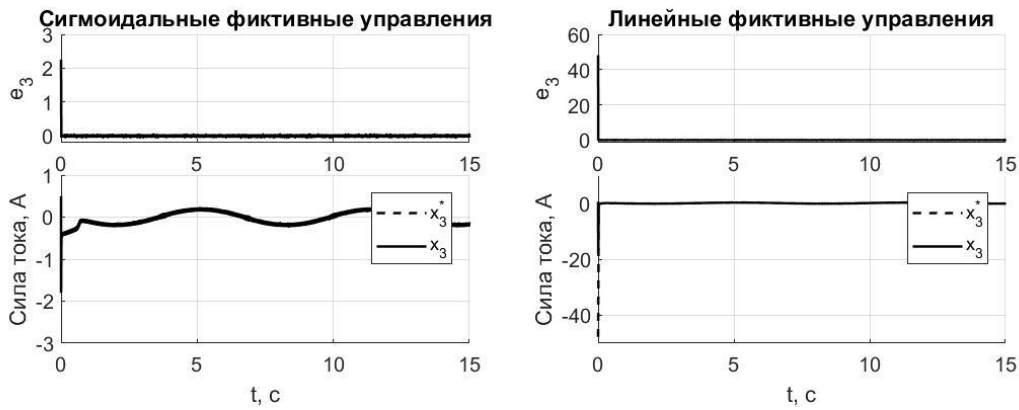 Сигмоидальные фиктивные управления
3
2
1
0
e3
0 5 10 15
1
0
-1
-2
-3
Сила тока, А
x3*
x3
0 5 10 15
t, с
Линейные фиктивные управления
60
40
20
0
e3
0 5 10 15
0
-20
-40
Сила тока, А
x3*
x3
0 5 10 15
t, с